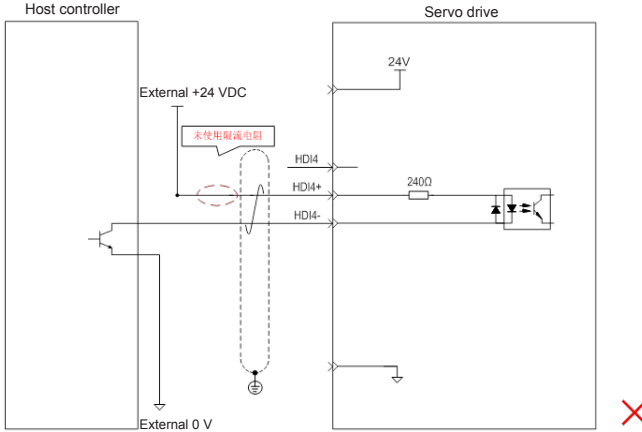 Host controller
Servo drive
24V
External +24 VDC
未使用限流电阻
HDI4
HDI4+
240Ω
HDI4-
External 0 V